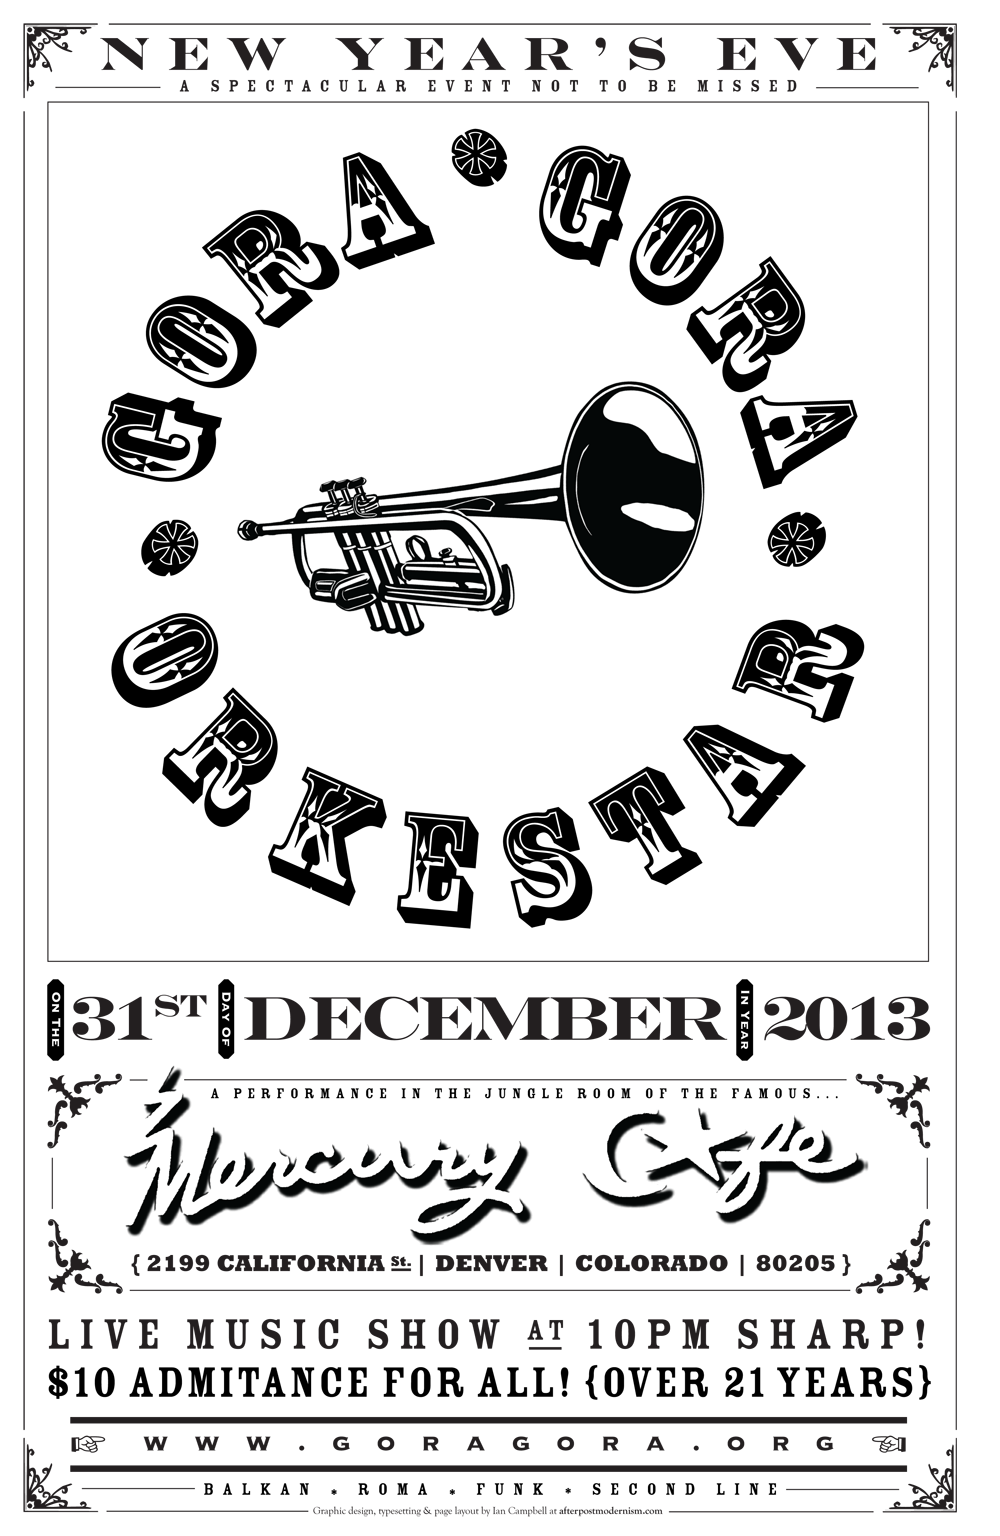 NEW YEAR'S EVE
A SPECTACULAR EVENT NOT TO BE MISSED
GORA GORA
ORKESTAR
ON THE 31ST DAY OF DECEMBER IN YEAR 2013
A PERFORMANCE IN THE JUNGLE ROOM OF THE FAMOUS...
Mercury Cafe
{ 2199 CALIFORNIA St. | DENVER | COLORADO | 80205 }
LIVE MUSIC SHOW AT 10PM SHARP!
$10 ADMITANCE FOR ALL! {OVER 21 YEARS}
WWW.GORAGORA.ORG
BALKAN * ROMA * FUNK * SECOND LINE
Graphic design, typesetting & page layout by Ian Campbell at afterpostmodernism.com